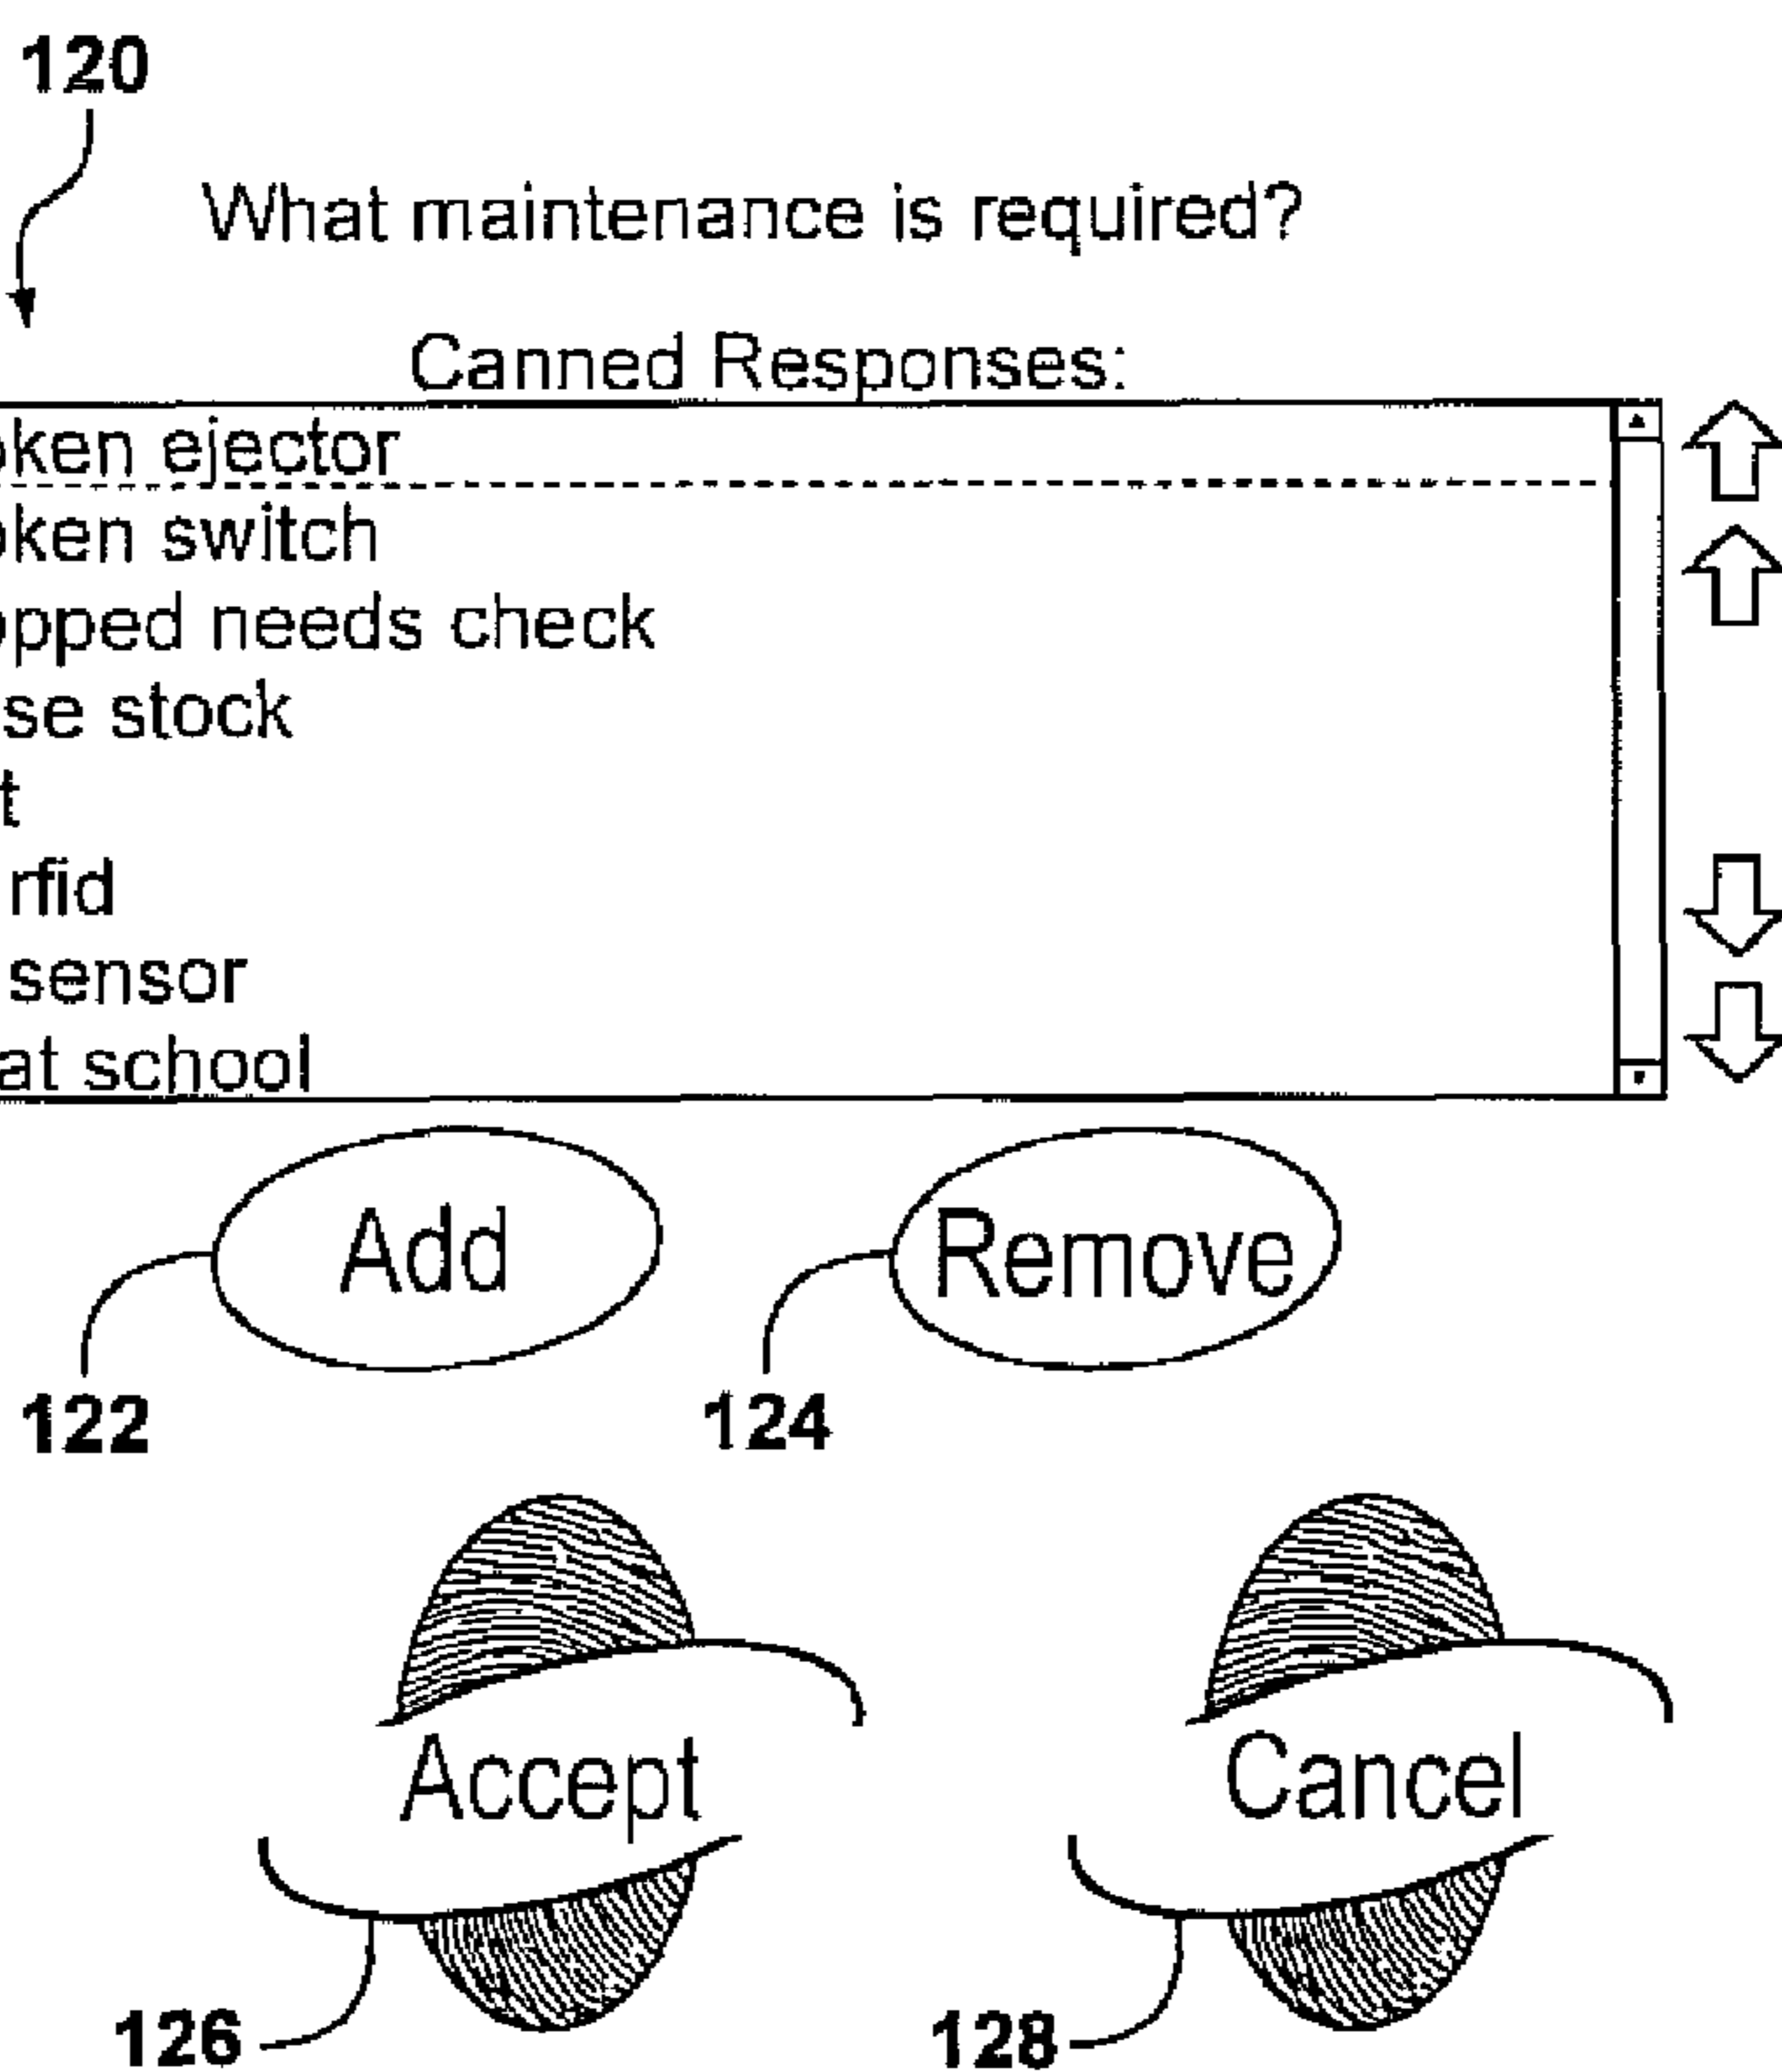 120
What maintenance is required?
Canned Responses:
oken ejector
oken switch
opped needs check
se stock
t
rfid
sensor
at school
Add
Remove
122
124
Accept
Cancel
126
128